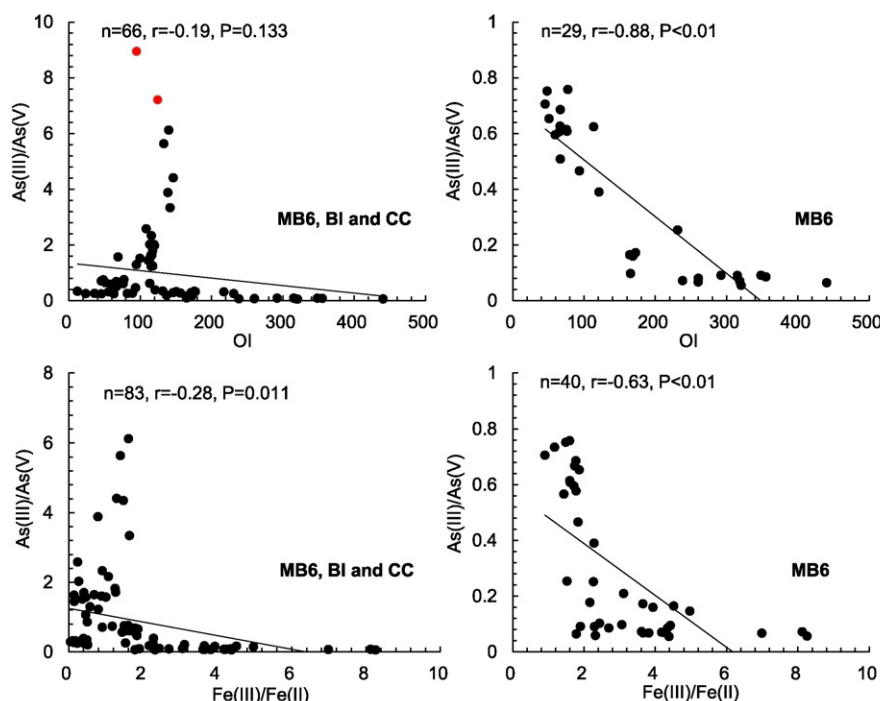 n=66, r=-0.19, P=0.133
10
8
6
4
2
0
As(III)/As(V)
MB6, BI and CC
0 100 200 300 400 500
OI
n=29, r=-0.88, P<0.01
1
0.8
0.6
0.4
0.2
0
As(III)/As(V)
MB6
0 100 200 300 400 500
OI
n=83, r=-0.28, P=0.011
8
6
4
2
0
As(III)/As(V)
MB6, BI and CC
0 2 4 6 8 10
Fe(III)/Fe(II)
n=40, r=-0.63, P<0.01
1
0.8
0.6
0.4
0.2
0
As(III)/As(V)
MB6
0 2 4 6 8 10
Fe(III)/Fe(II)